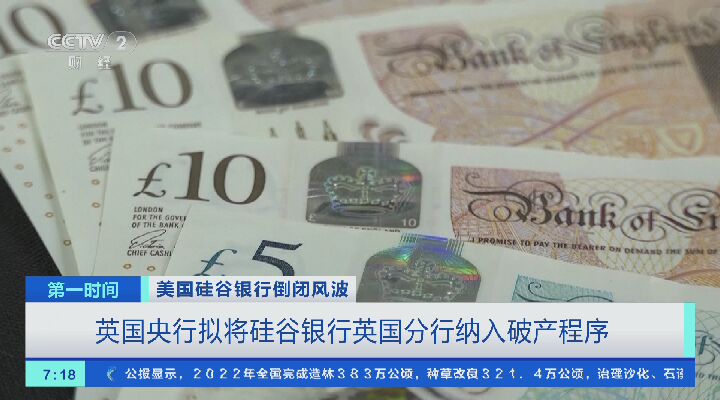 CCTV 2
财经
Bank of England
£10
£10
LONDON
FOR THE GOVER
OF THE BANK
CHIEF CASHI
10
Bank of En
I PROMISE TO PAY THE BEARER ON DEMAND THE SUM OF
£5
第一时间
美国硅谷银行倒闭风波
英国央行拟将硅谷银行英国分行纳入破产程序
7:18
公报显示，2022年全国完成造林383万公顷，种草改良321.4万公顷，治理沙化、石漠